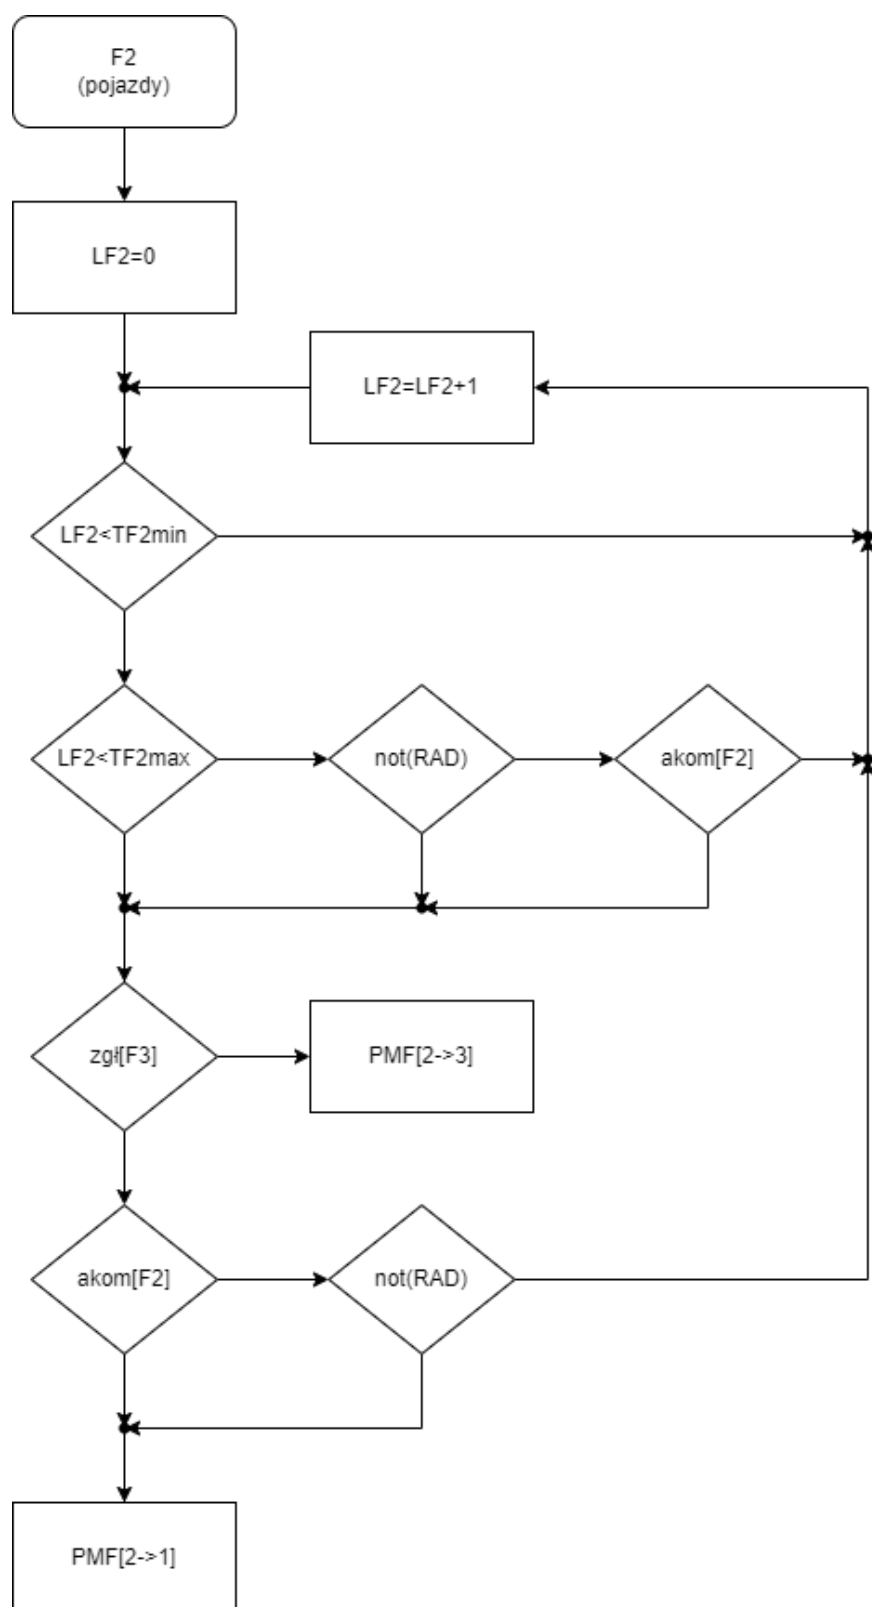 F2
(pojazdy)
LF2=0
LF2=LF2+1
LF2<TF2min
LF2<TF2max
not(RAD)
akom[F2]
zgł[F3]
PMF[2->3]
akom[F2]
not(RAD)
PMF[2->1]